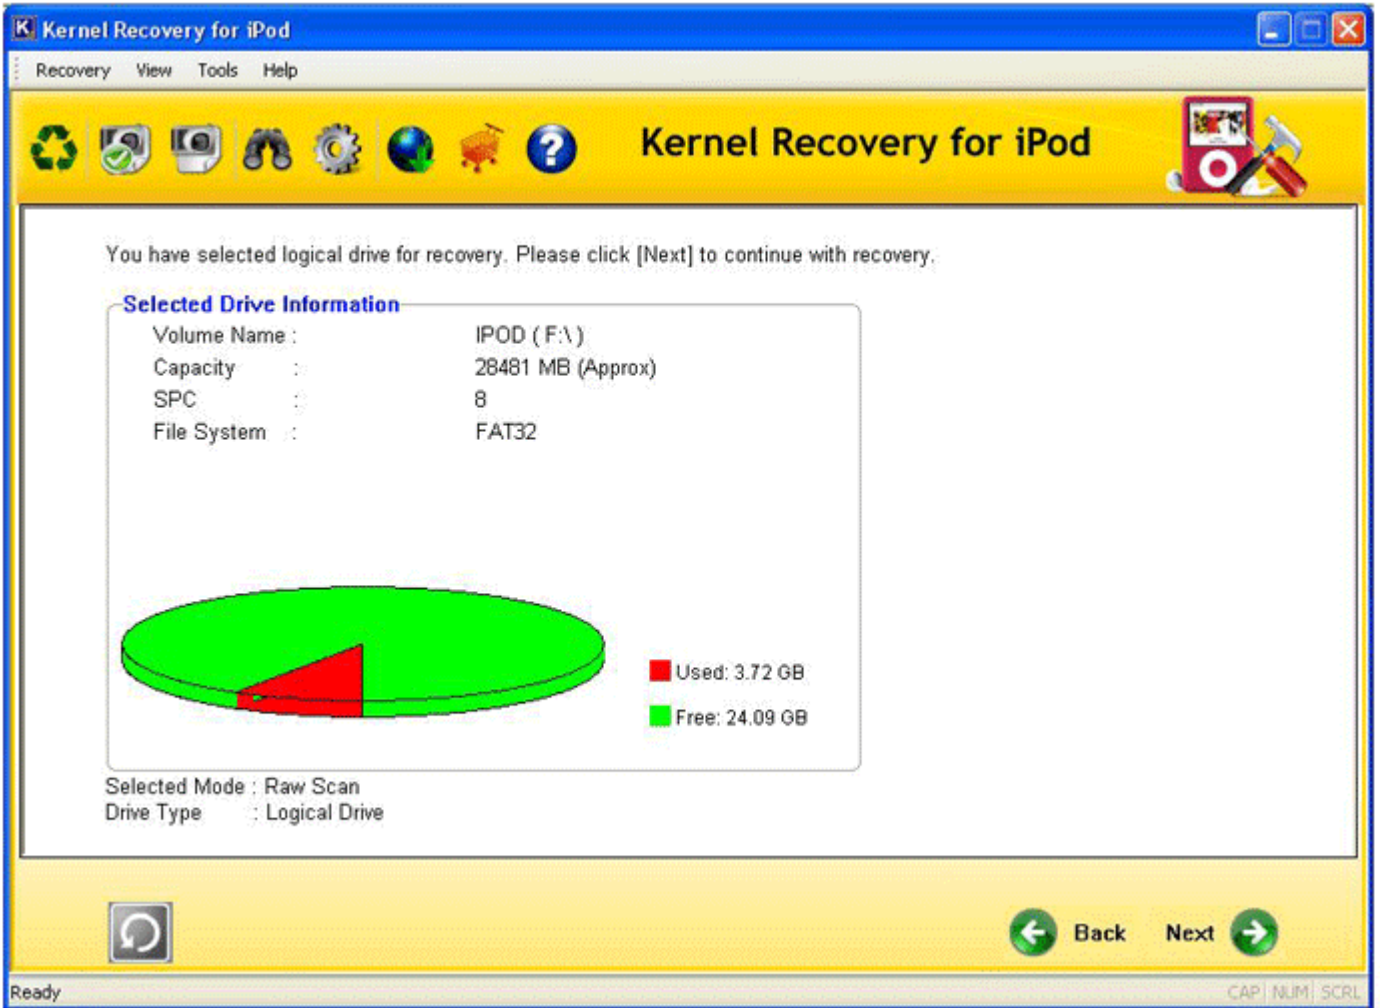 Kernel Recovery for iPod
Recovery View Tools Help
Kernel Recovery for iPod
You have selected logical drive for recovery. Please click [Next] to continue with recovery.
Selected Drive Information
Volume Name : IPOD ( F:\ )
Capacity : 28481 MB (Approx)
SPC : 8
File System : FAT32
Used: 3.72 GB
Free: 24.09 GB
Selected Mode : Raw Scan
Drive Type : Logical Drive
Back Next
Ready CAP NUM SCRL